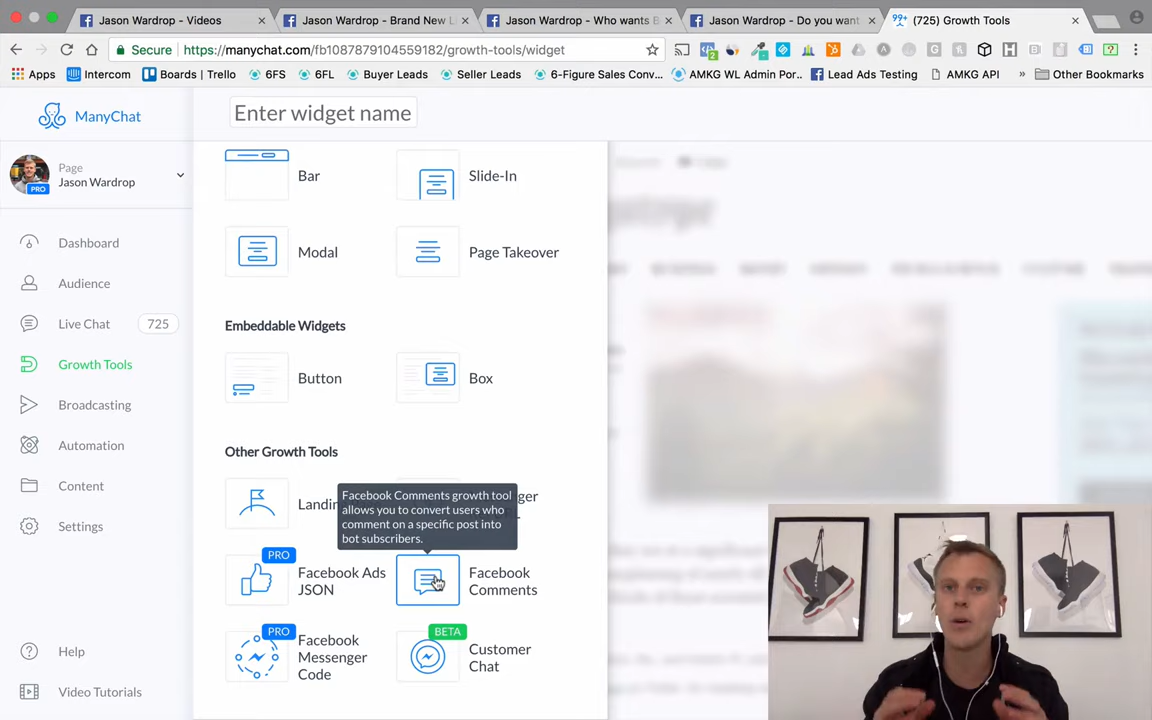 Jason Wardrop - Videos
Jason Wardrop - Brand New L
Jason Wardrop - Who wants B
Jason Wardrop - Do you want
99+ (725) Growth Tools
Secure
https://manychat.com/fb1087879104559182/growth-tools/widget
Apps
Intercom
Boards | Trello
6FS
6FL
Buyer Leads
Seller Leads
6-Figure Sales Conv...
AMKG WL Admin Por..
Lead Ads Testing
AMKG API
»
Other Bookmarks
ManyChat
Enter widget name
Page
Jason Wardrop
PRO
Dashboard
Audience
Live Chat
725
Growth Tools
Broadcasting
Automation
Content
Settings
Help
Video Tutorials
Bar
Slide-In
Modal
Page Takeover
Embeddable Widgets
Button
Box
Other Growth Tools
Facebook Comments growth tool
allows you to convert users who
comment on a specific post into
bot subscribers.
PRO
Facebook Ads
JSON
Facebook
Comments
PRO
Facebook
Messenger
Code
BETA
Customer
Chat